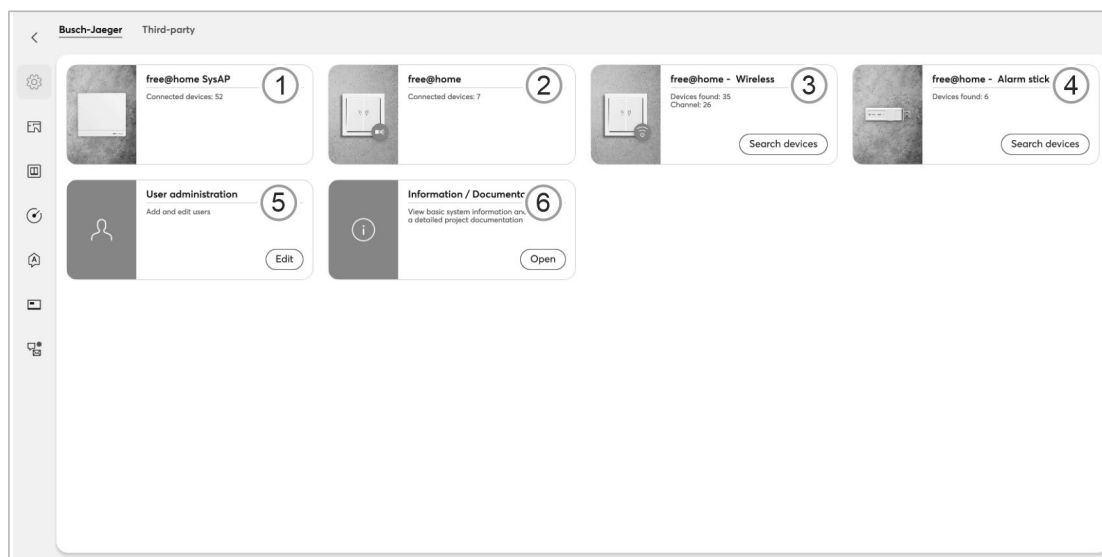 Busch-Jaeger Third-party
free@home SysAP
Connected devices: 52
1
free@home
Connected devices: 7
2
free@home - Wireless
Devices found: 35
Channel: 26
3
Search devices
free@home - Alarm stick
Devices found: 6
4
Search devices
User administration
Add and edit users
5
Edit
Information /
View basic system information
a detailed project documentation
6
Open